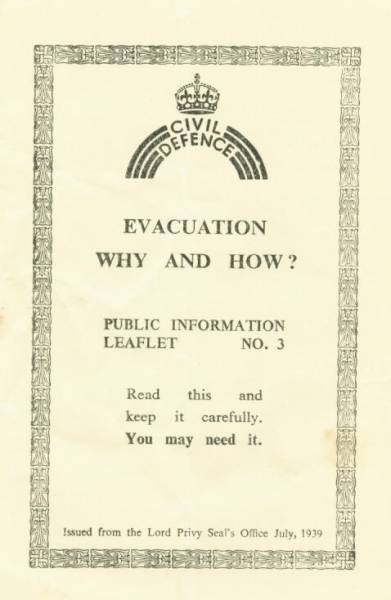 CIVIL
DEFENCE
EVACUATION
WHY AND HOW?
PUBLIC INFORMATION
LEAFLET NO. 3
Read this and
keep it carefully.
You may need it.
Issued from the Lord Privy Seal's Office July, 1939